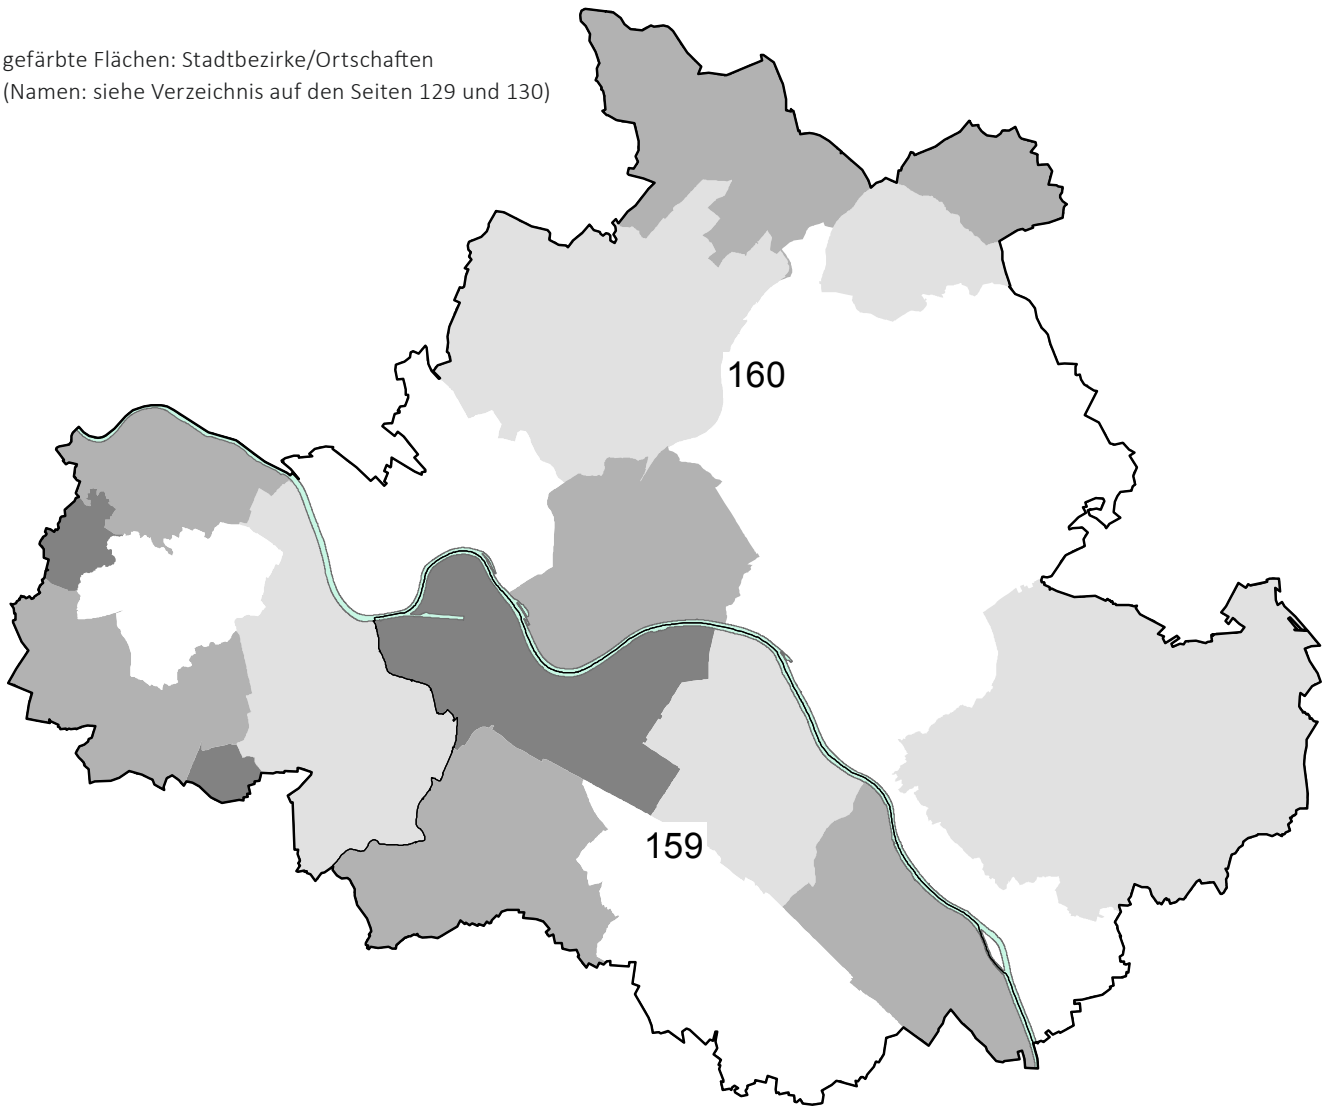 gefärbte Flächen: Stadtbezirke/Ortschaften
(Namen: siehe Verzeichnis auf den Seiten 129 und 130)
160
159